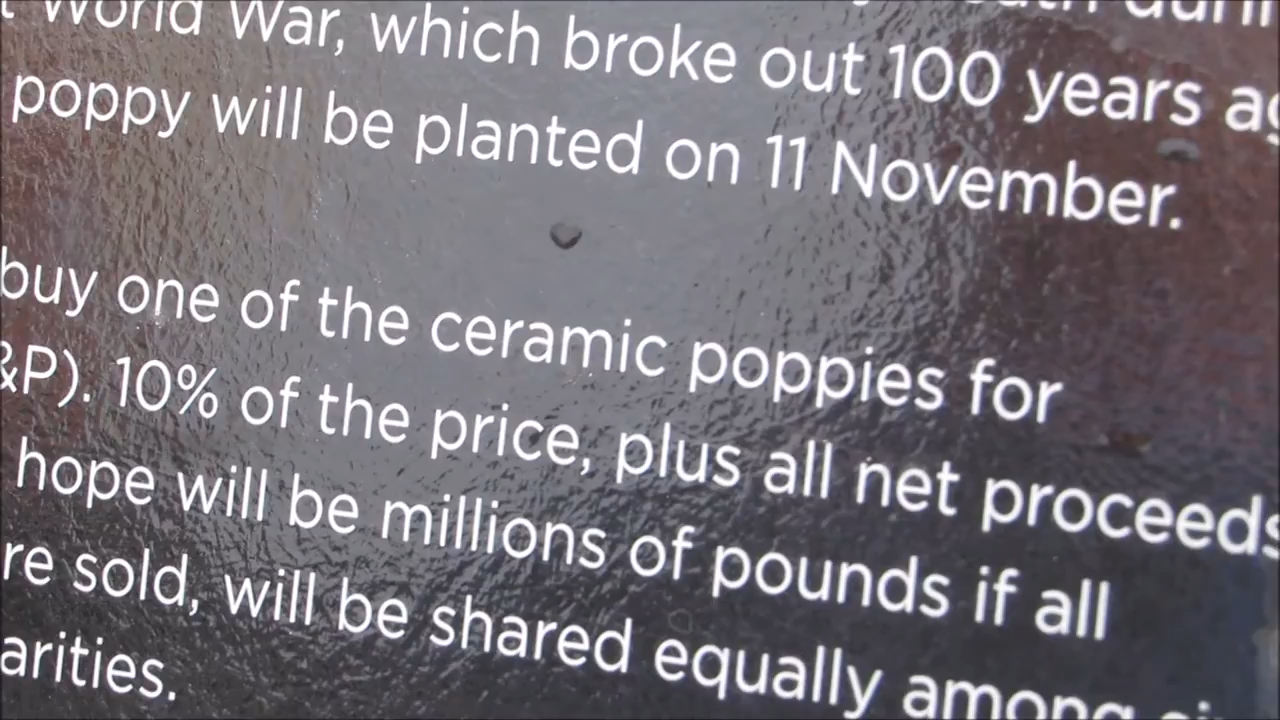 World War, which broke out 100 years
poppy will be planted on 11 November.
buy one of the ceramic poppies for
&P). 10% of the price, plus all net proceeds
hope will be millions of pounds if all
re sold, will be shared equally among
arities.